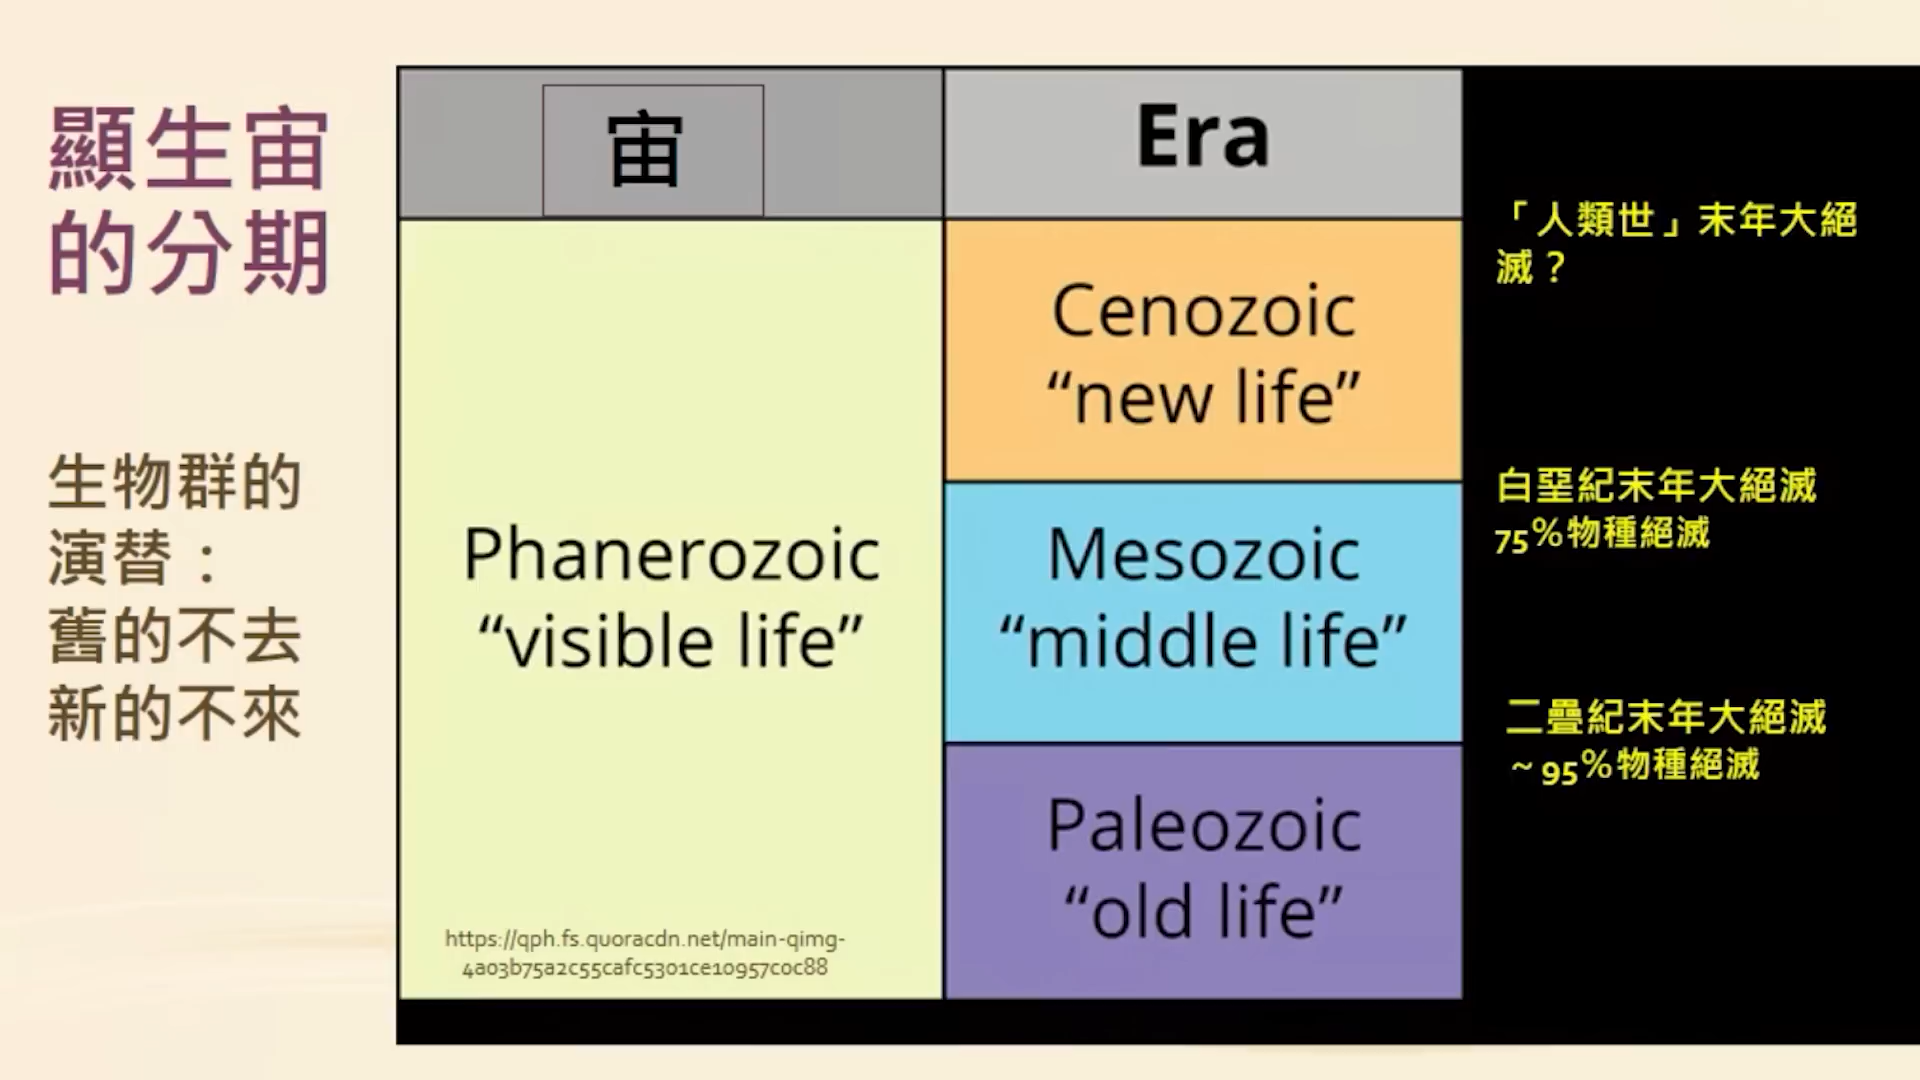 顯生宙
的分期
生物群的
演替：
舊的不去
新的不來
宙
Era
Phanerozoic
“visible life”
Cenozoic
“new life”
Mesozoic
“middle life”
Paleozoic
“old life”
https://qph.fs.quoracdn.net/main-qimg-
4a03b75a2c55cafc5301ce10957c0c88
「人類世」末年大絕
滅？
白堊紀末年大絕滅
75%物種絕滅
二疊紀末年大絕滅
~95%物種絕滅